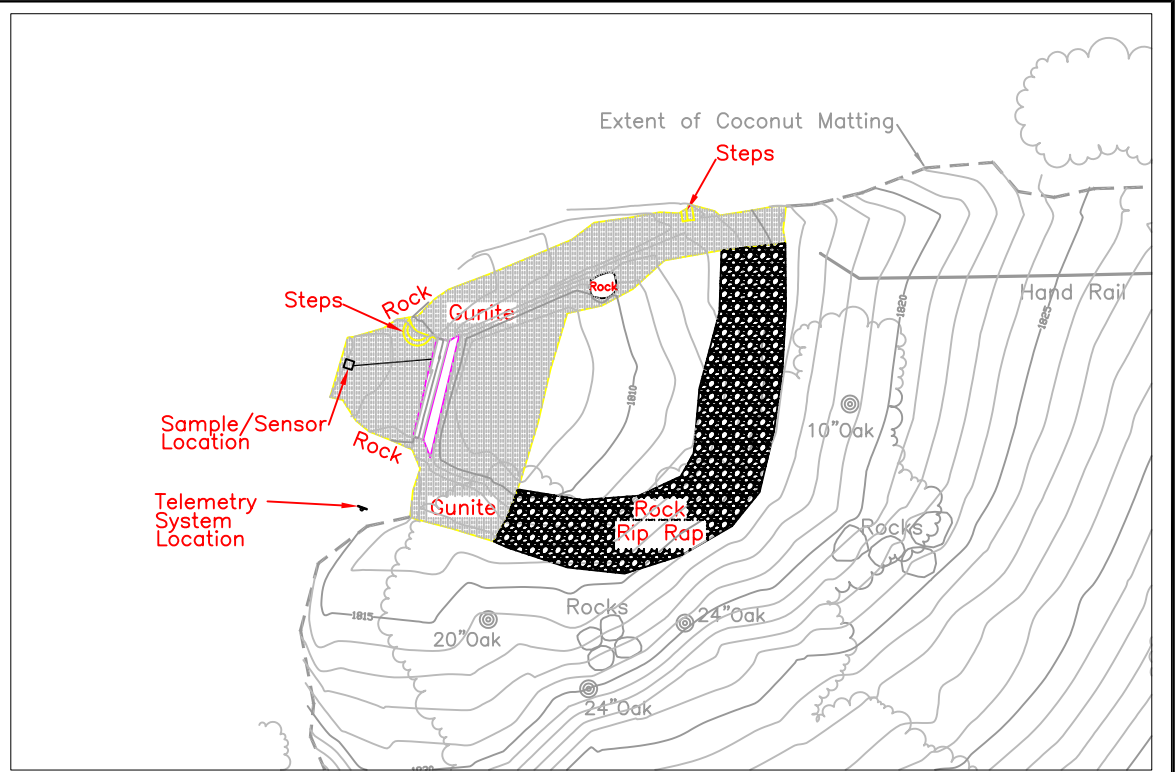 Extent of Coconut Matting
Steps
Steps
Rock
Gunite
Rock
Hand Rail
1820
1825
1810
Sample/Sensor
Location
Rock
10"Oak
Telemetry
System
Location
Gunite
Rock
Rip Rap
Rocks
1815
20"Oak
Rocks
24"Oak
24"Oak